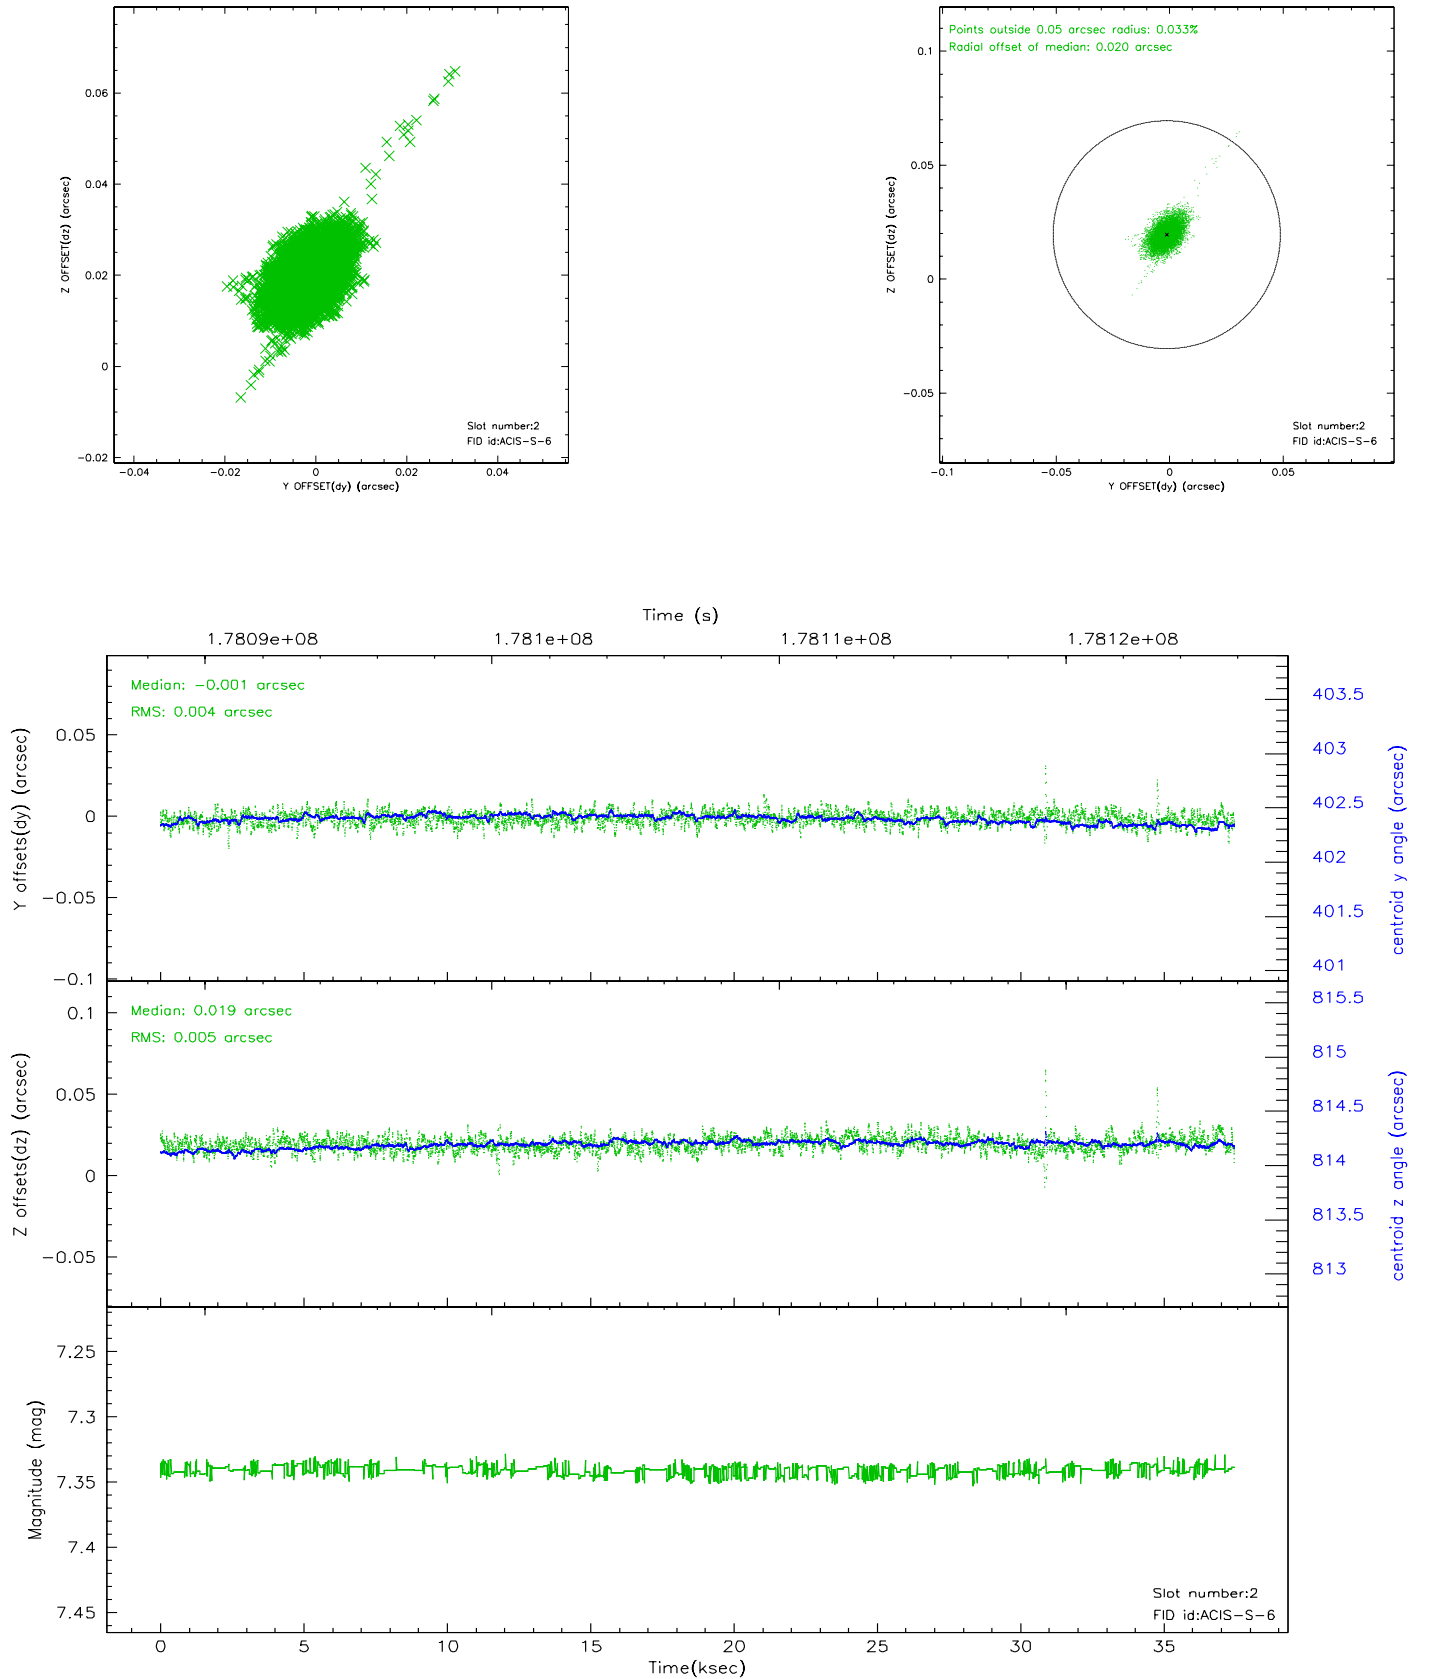 0.06
0.04
0.02
0
−0.02
Z OFFSET(dz) (arcsec)
Slot number:2
FID id:ACIS−S−6
−0.04
−0.02
0
0.02
0.04
Y OFFSET(dy) (arcsec)
Points outside 0.05 arcsec radius: 0.033%
Radial offset of median: 0.020 arcsec
0.1
0.05
0
−0.05
Z OFFSET(dz) (arcsec)
Slot number:2
FID id:ACIS−S−6
−0.1
−0.05
0
0.05
Y OFFSET(dy) (arcsec)
Time (s)
1.7809e+08
1.781e+08
1.7811e+08
1.7812e+08
Median: −0.001 arcsec
RMS: 0.004 arcsec
0.05
0
−0.05
−0.1
Y offsets(dy) (arcsec)
403.5
403
402.5
402
401.5
401
centroid y angle (arcsec)
Median: 0.019 arcsec
RMS: 0.005 arcsec
0.1
0.05
0
−0.05
Z offsets(dz) (arcsec)
815.5
815
814.5
814
813.5
813
centroid z angle (arcsec)
7.25
7.3
7.35
7.4
7.45
Magnitude (mag)
Slot number:2
FID id:ACIS−S−6
0
5
10
15
20
25
30
35
Time(ksec)